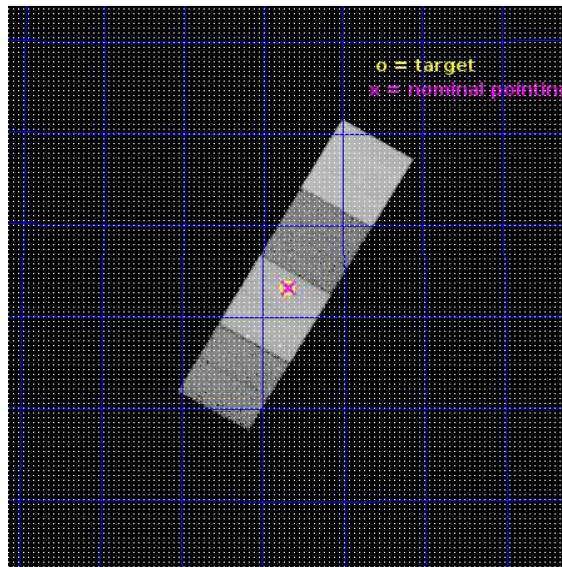 o = target
x = nominal pointing